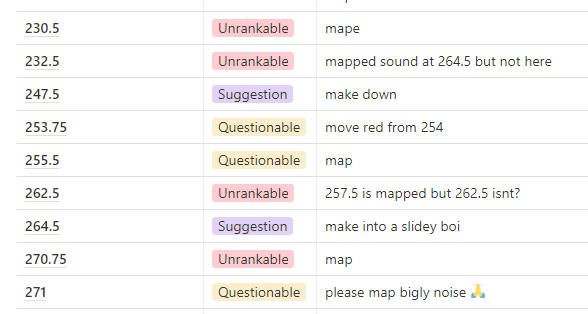 230.5 Unrankable mape
232.5 Unrankable mapped sound at 264.5 but not here
247.5 Suggestion make down
253.75 Questionable move red from 254
255.5 Questionable map
262.5 Unrankable 257.5 is mapped but 262.5 isnt?
264.5 Suggestion make into a slidey boi
270.75 Unrankable map
271 Questionable please map bigly noise 🙏